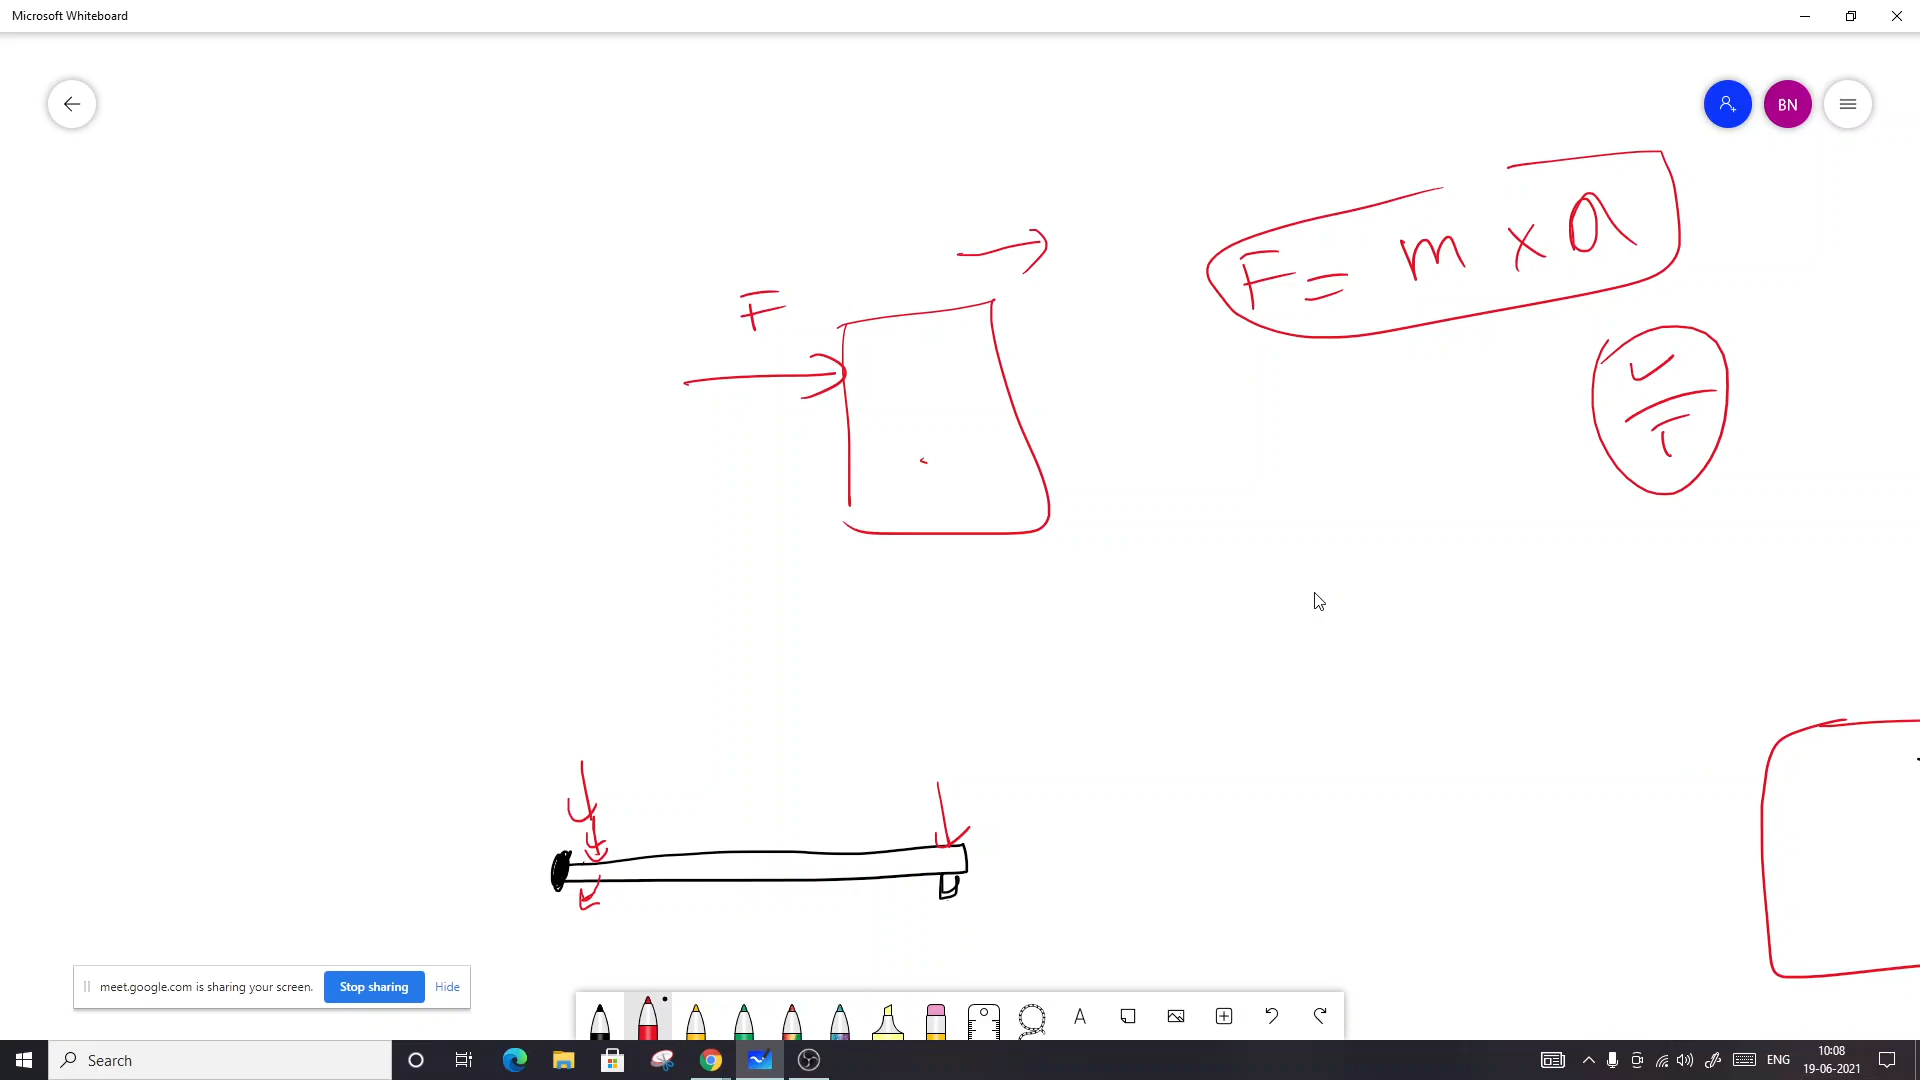 Microsoft Whiteboard
BN
F = m x a
F
V
T
meet.google.com is sharing your screen.
Stop sharing
Hide
A
Search
ENG
10:08
19-06-2021